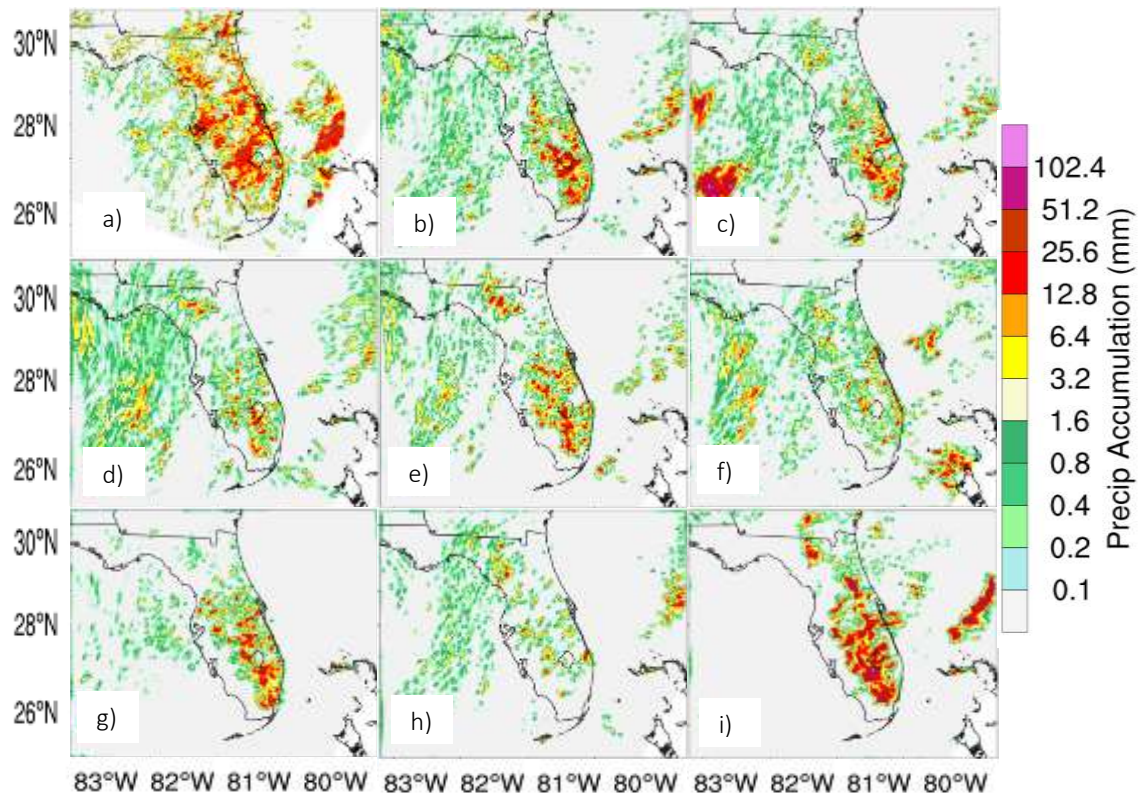 30°N
28°N
26°N
a)
b)
c)
30°N
28°N
26°N
d)
e)
f)
30°N
28°N
26°N
g)
h)
i)
83°W 82°W 81°W 80°W 83°W 82°W 81°W 80°W 83°W 82°W 81°W 80°W
102.4
51.2
25.6
12.8
6.4
3.2
1.6
0.8
0.4
0.2
0.1
Precip Accumulation (mm)